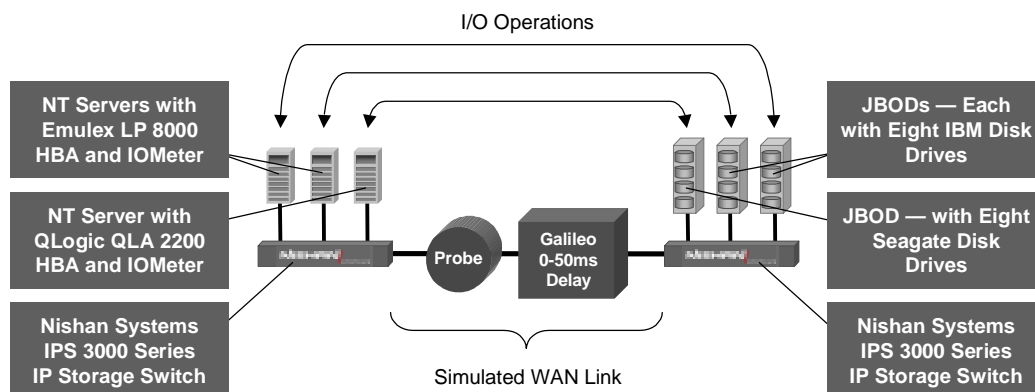 I/O Operations
NT Servers with
Emulex LP 8000
HBA and IOMeter
JBODs — Each
with Eight IBM Disk
Drives
NT Server with
QLogic QLA 2200
HBA and IOMeter
Probe
Galileo
0-50ms
Delay
JBOD — with Eight
Seagate Disk
Drives
Nishan Systems
IPS 3000 Series
IP Storage Switch
Simulated WAN Link
Nishan Systems
IPS 3000 Series
IP Storage Switch